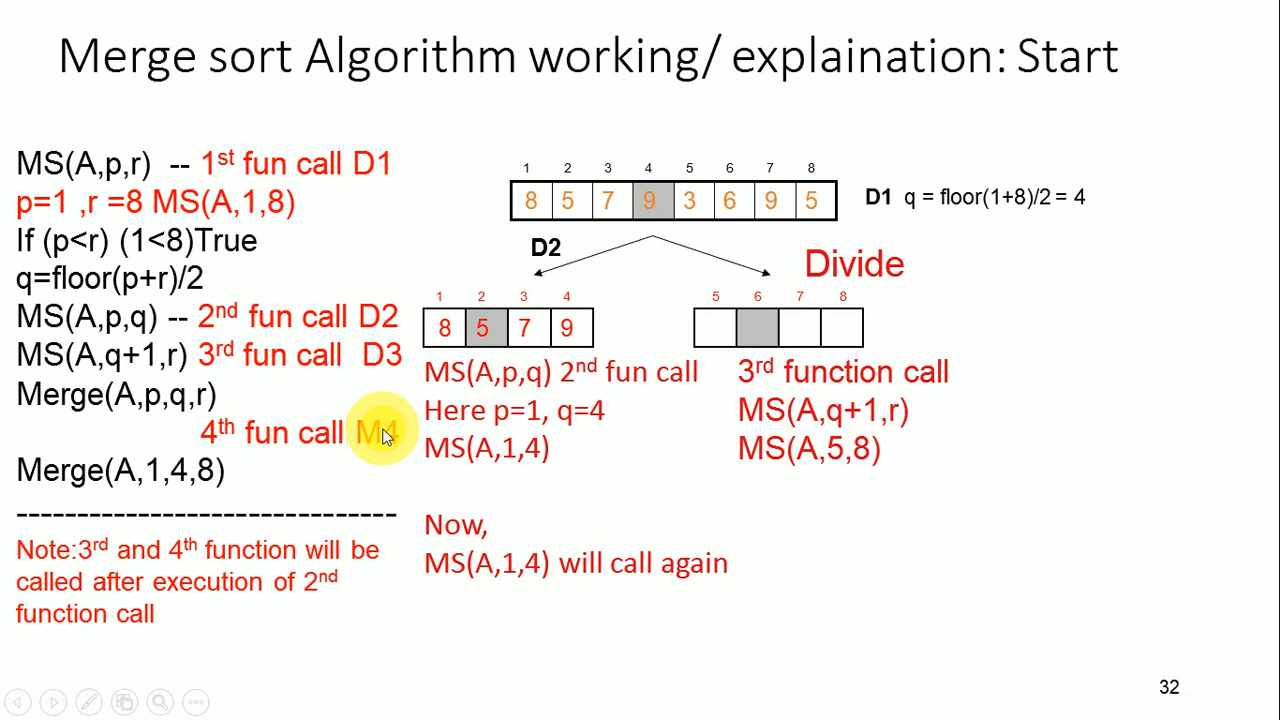 Merge sort Algorithm working/ explaination: Start
MS(A,p,r) -- 1st fun call D1
p=1 ,r =8 MS(A,1,8)
If (p<r) (1<8)True
q=floor(p+r)/2
MS(A,p,q) -- 2nd fun call D2
MS(A,q+1,r) 3rd fun call D3
Merge(A,p,q,r)
4th fun call M4
Merge(A,1,4,8)
-------------------------------
Note:3rd and 4th function will be
called after execution of 2nd
function call
1 2 3 4 5 6 7 8
8 5 7 9 3 6 9 5
D1 q = floor(1+8)/2 = 4
D2
Divide
1 2 3 4
8 5 7 9
5 6 7 8
MS(A,p,q) 2nd fun call
Here p=1, q=4
MS(A,1,4)
3rd function call
MS(A,q+1,r)
MS(A,5,8)
Now,
MS(A,1,4) will call again
32